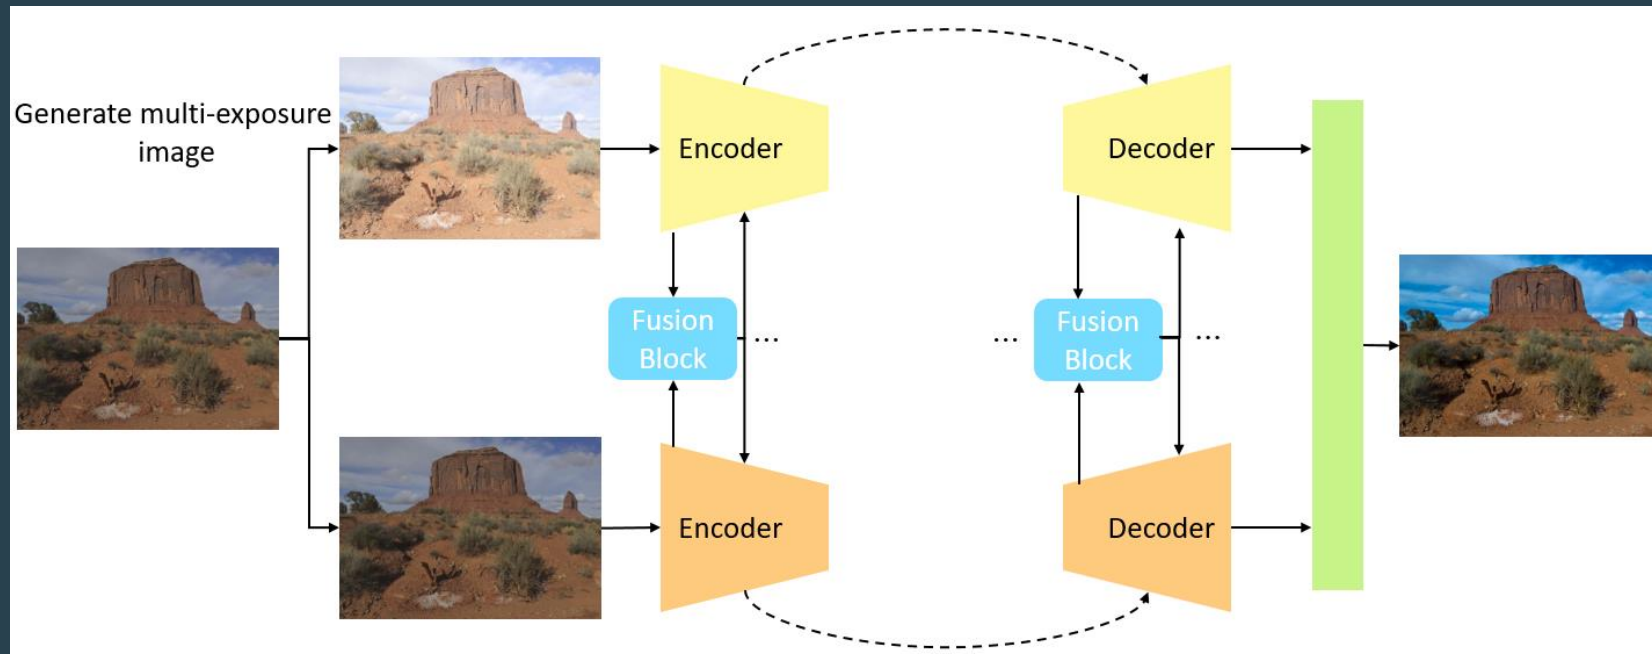 Generate multi-exposure
image
Encoder
Decoder
Fusion
Block
...
...
Fusion
Block
...
Encoder
Decoder